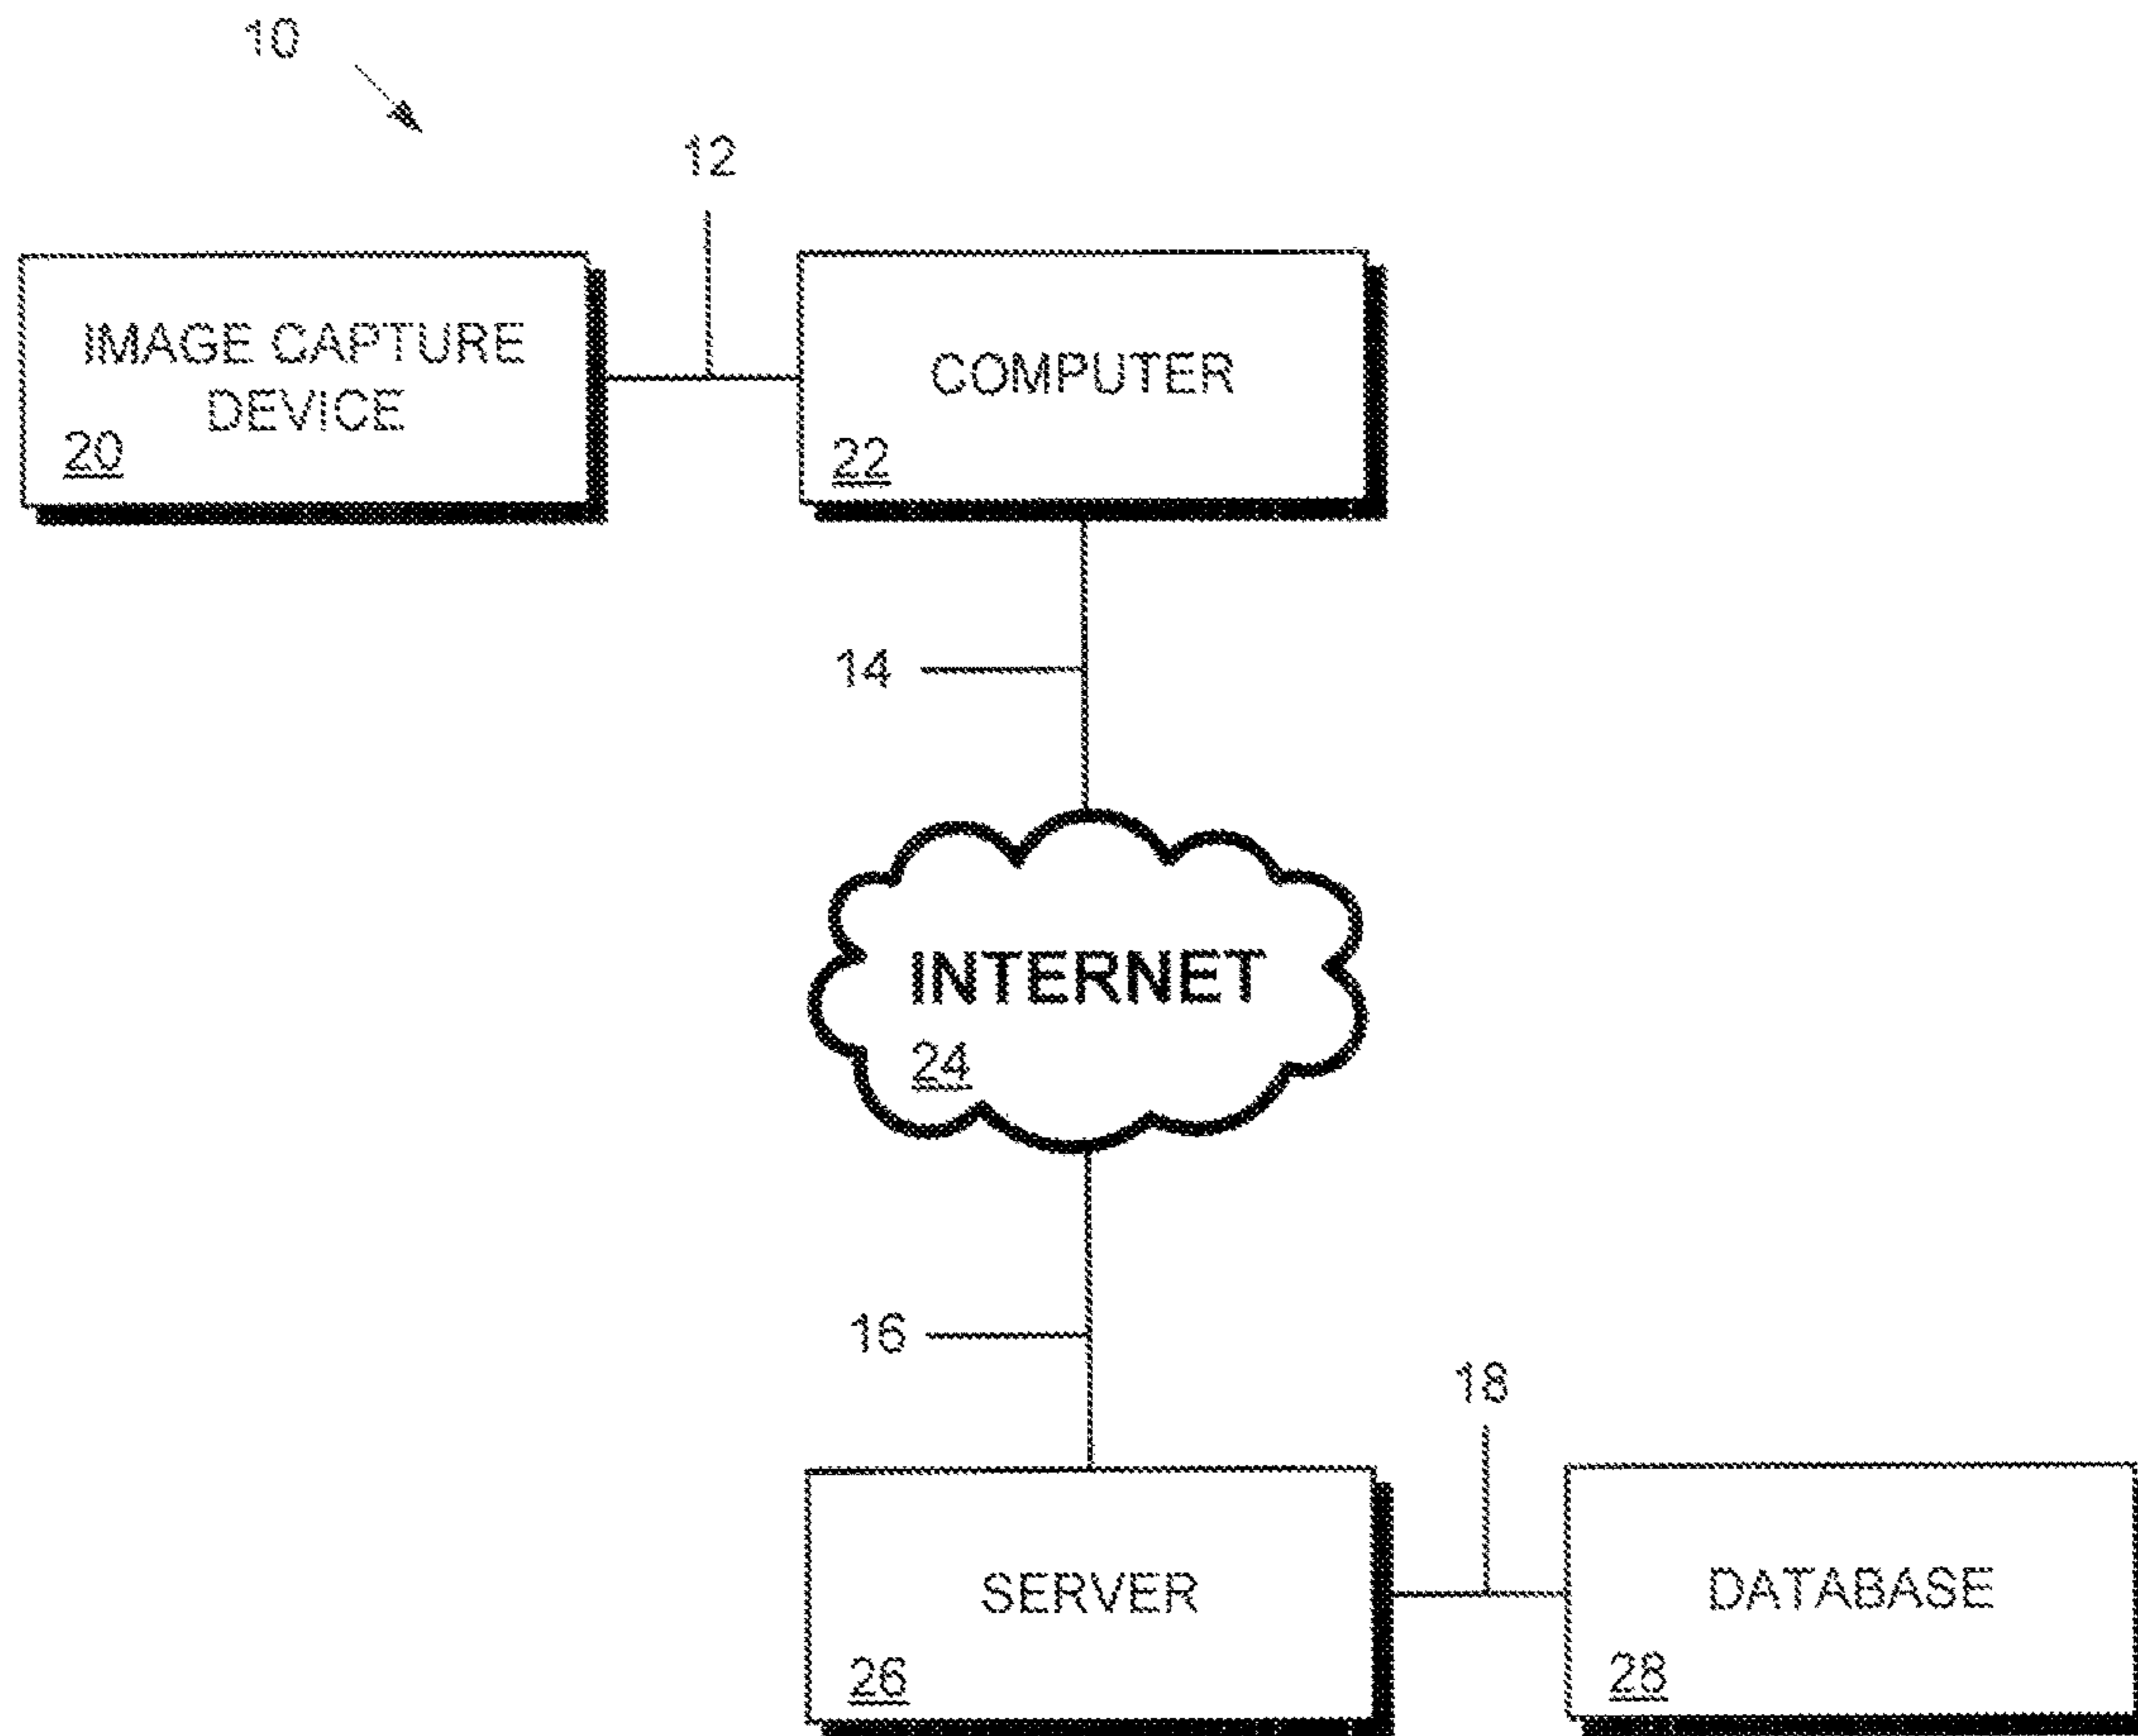 10
12
IMAGE CAPTURE
DEVICE
20
COMPUTER
22
14
INTERNET
24
16
18
SERVER
26
DATABASE
28